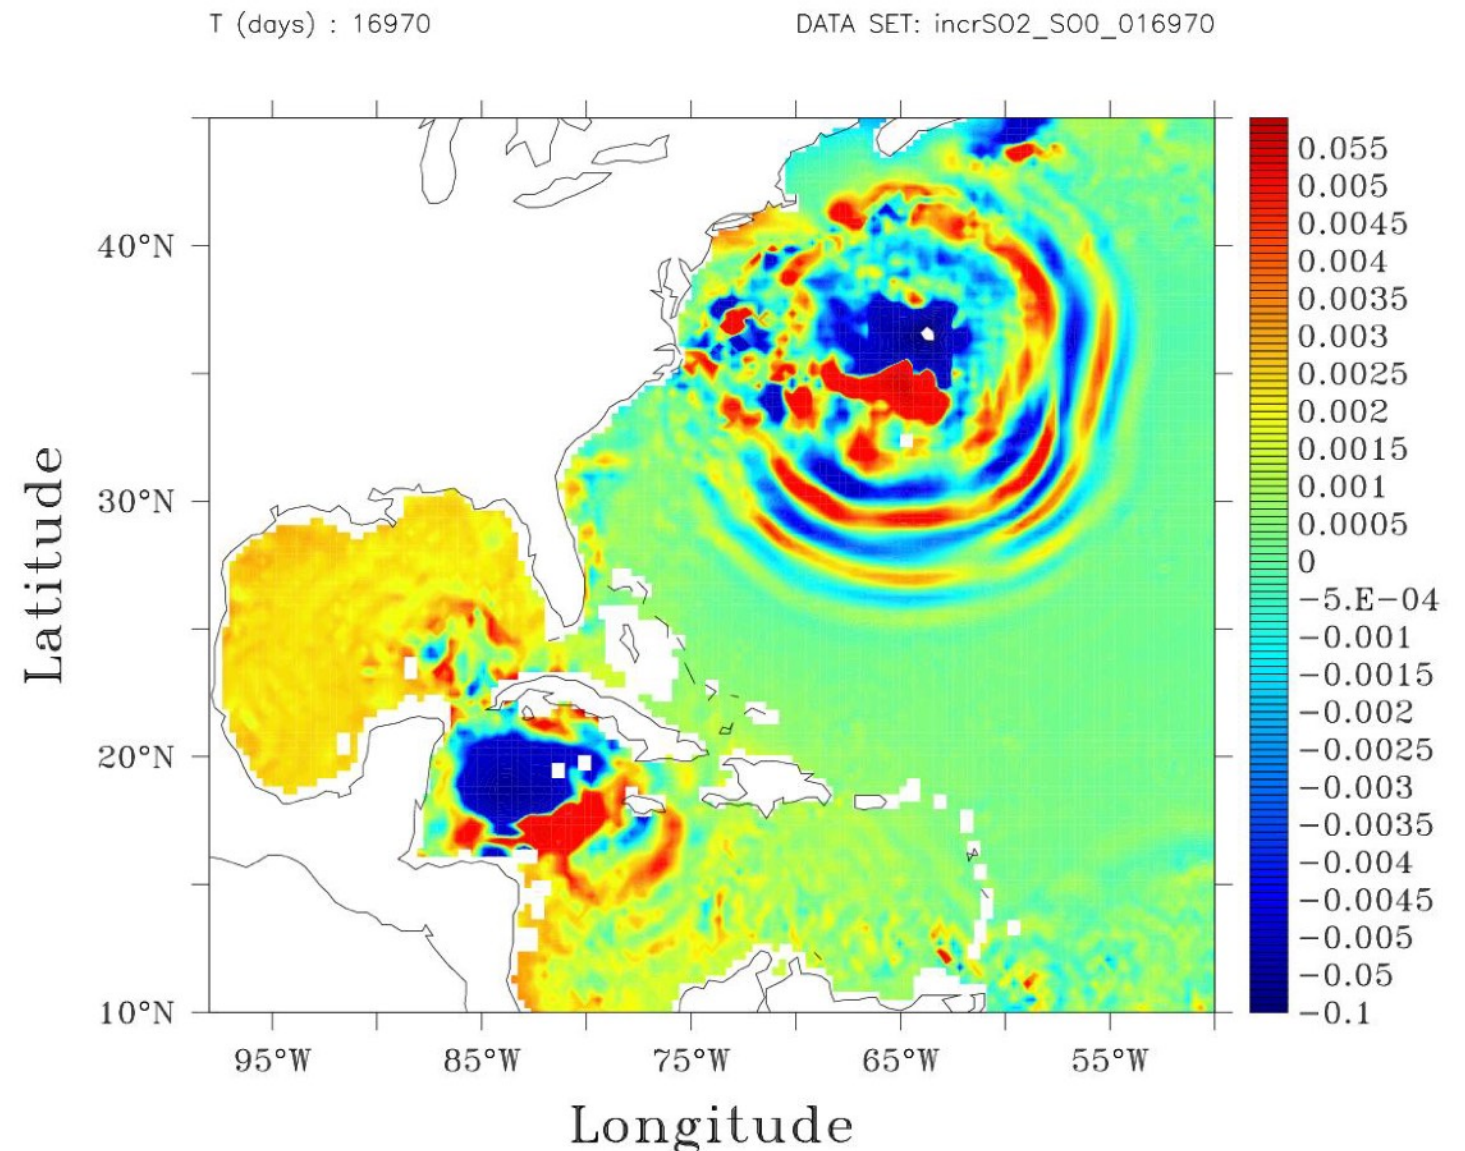 T (days) : 16970
DATA SET: incrSO2_SO0_016970
0.055
0.005
0.0045
0.004
0.0035
0.003
0.0025
0.002
0.0015
0.001
0.0005
0
−5.E−04
−0.001
−0.0015
−0.002
−0.0025
−0.003
−0.0035
−0.004
−0.0045
−0.005
−0.05
−0.1
Latitude
40°N
30°N
20°N
10°N
95°W 85°W 75°W 65°W 55°W
Longitude